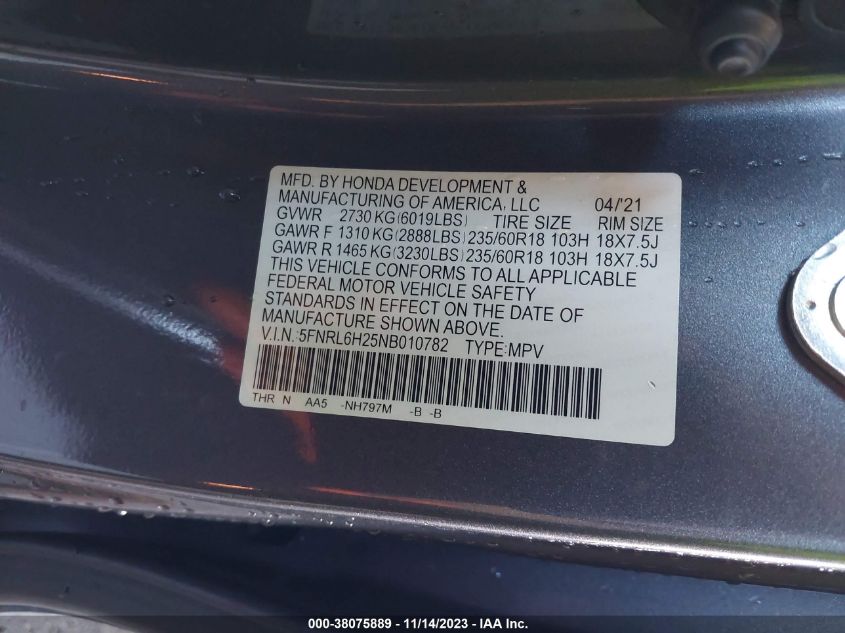 MFD. BY HONDA DEVELOPMENT &
MANUFACTURING OF AMERICA, LLC 04/'21
GVWR 2730 KG(6019LBS) TIRE SIZE RIM SIZE
GAWR F 1310 KG(2888LBS) 235/60R18 103H 18X7.5J
GAWR R 1465 KG(3230LBS) 235/60R18 103H 18X7.5J
THIS VEHICLE CONFORMS TO ALL APPLICABLE
FEDERAL MOTOR VEHICLE SAFETY
STANDARDS IN EFFECT ON THE DATE OF
MANUFACTURE SHOWN ABOVE.
V.I.N.:5FNRL6H25NB010782 TYPE:MPV
THR N AA5 -NH797M -B -B
000-38075889 - 11/14/2023 - IAA Inc.